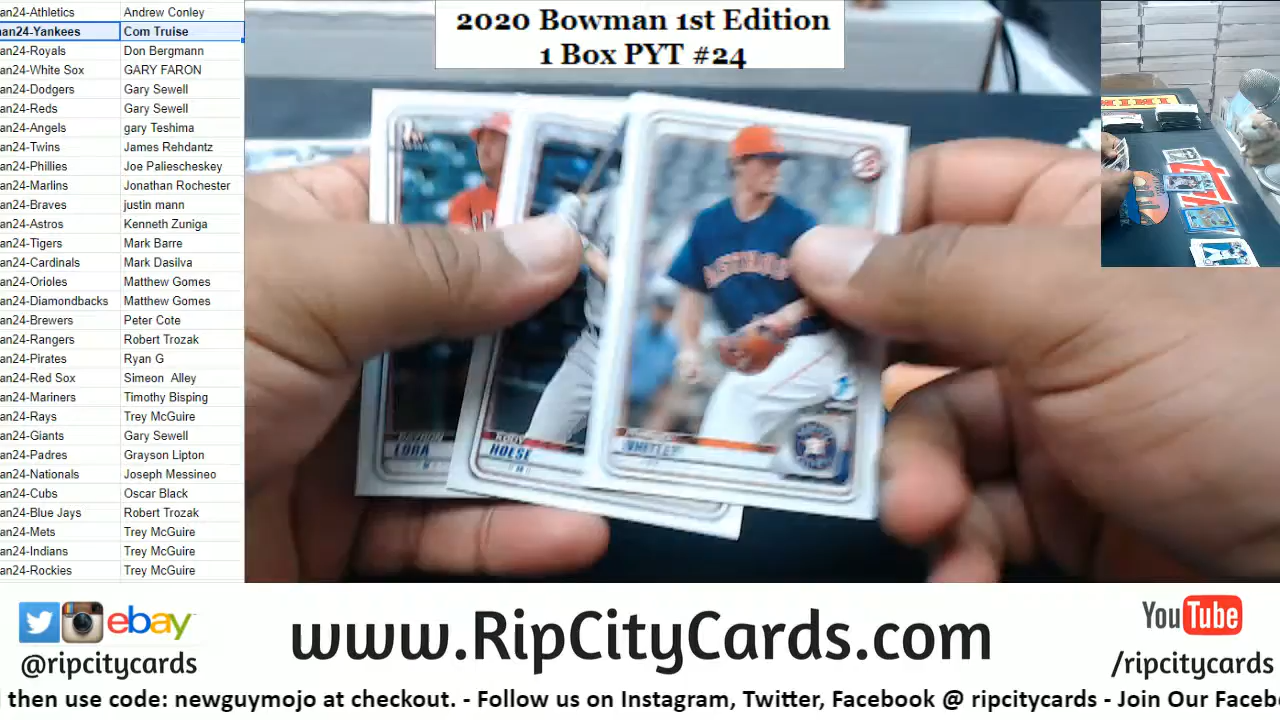 an24-Athletics Andrew Conley
an24-Yankees Com Truise
an24-Royals Don Bergmann
an24-White Sox GARY FARON
an24-Dodgers Gary Sewell
an24-Reds Gary Sewell
an24-Angels gary Teshima
an24-Twins James Rehdantz
an24-Phillies Joe Paliescheskey
an24-Marlins Jonathan Rochester
an24-Braves justin mann
an24-Astros Kenneth Zuniga
an24-Tigers Mark Barre
an24-Cardinals Mark Dasilva
an24-Orioles Matthew Gomes
an24-Diamondbacks Matthew Gomes
an24-Brewers Peter Cote
an24-Rangers Robert Trozak
an24-Pirates Ryan G
an24-Red Sox Simeon Alley
an24-Mariners Timothy Bisping
an24-Rays Trey McGuire
an24-Giants Gary Sewell
an24-Padres Grayson Lipton
an24-Nationals Joseph Messineo
an24-Cubs Oscar Black
an24-Blue Jays Robert Trozak
an24-Mets Trey McGuire
an24-Indians Trey McGuire
an24-Rockies Trey McGuire
2020 Bowman 1st Edition
1 Box PYT #24
ASTROS
LORA
HOESE
WHITLEY
ebay
@ripcitycards
www.RipCityCards.com
YouTube
/ripcitycards
then use code: newguymojo at checkout. - Follow us on Instagram, Twitter, Facebook @ ripcitycards - Join Our Faceb